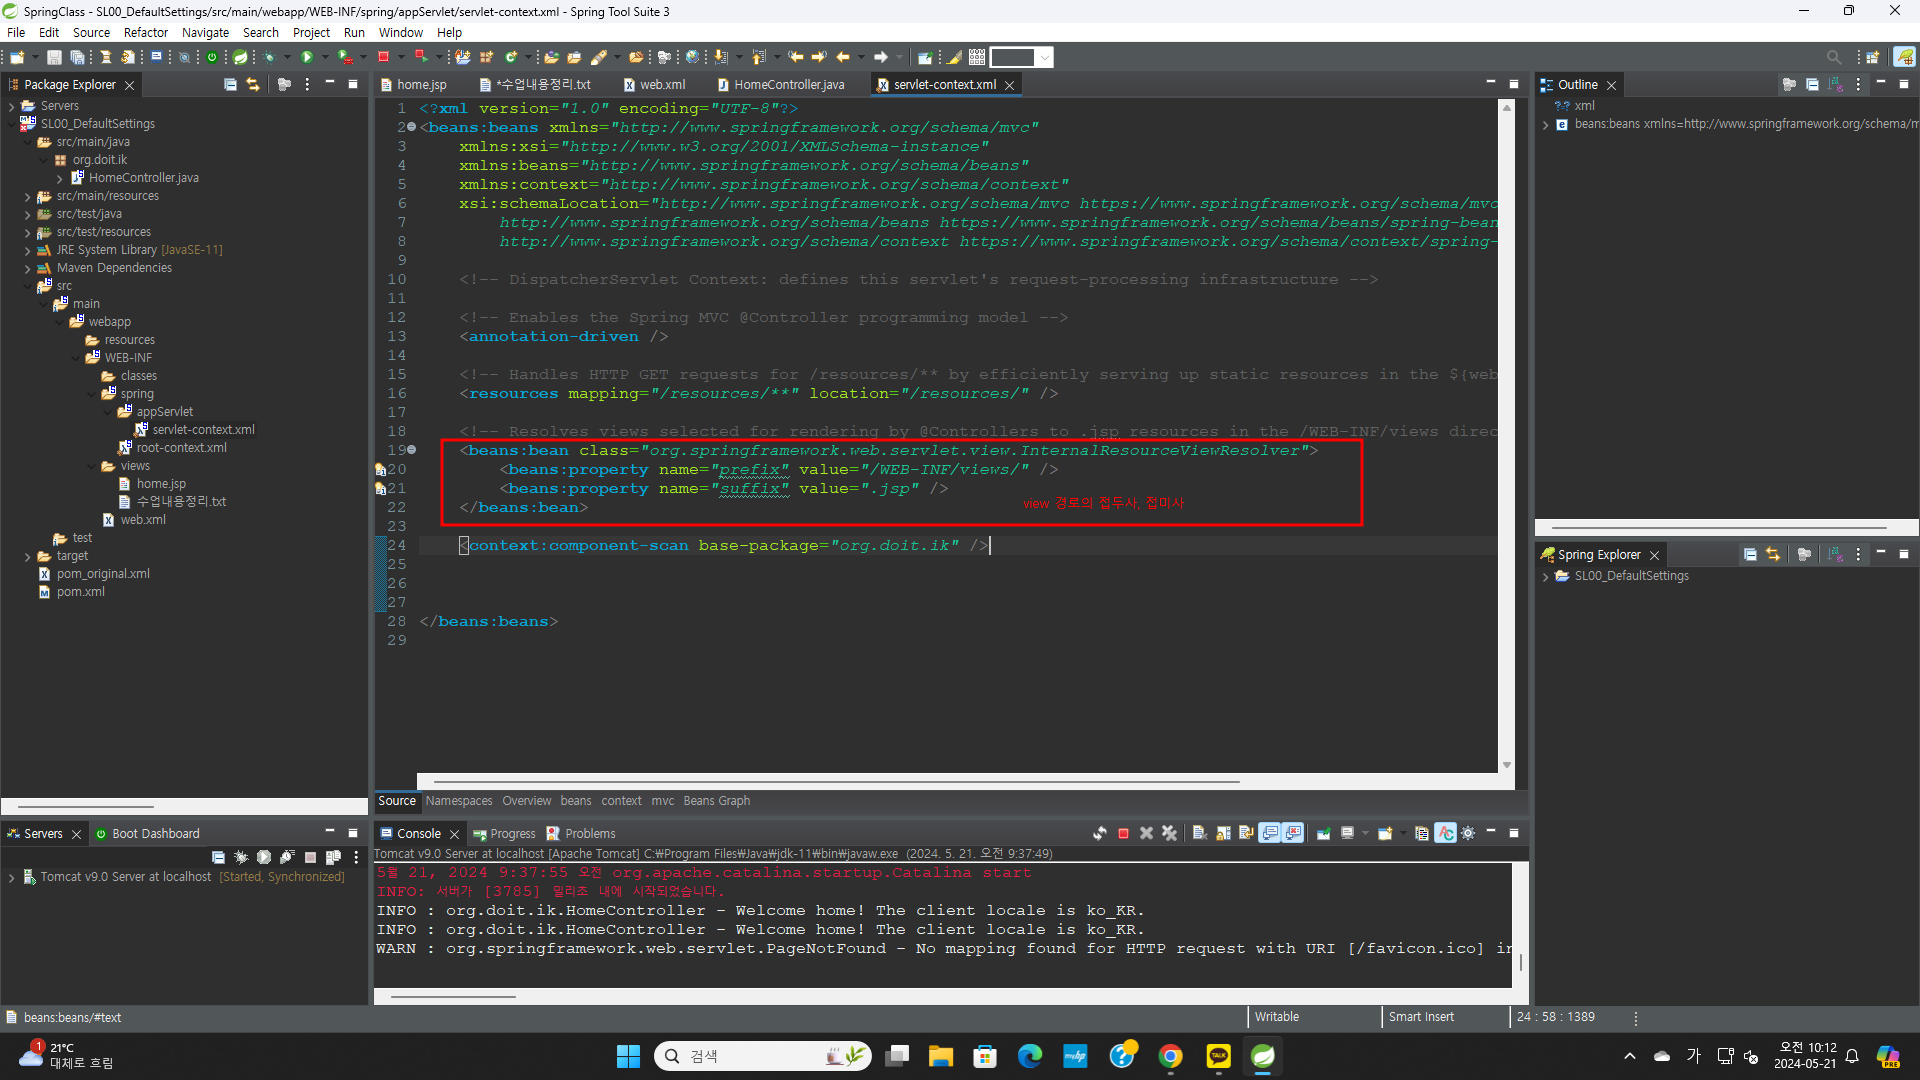 SpringClass - SL00_DefaultSettings/src/main/webapp/WEB-INF/spring/appServlet/servlet-context.xml - Spring Tool Suite 3
File Edit Source Refactor Navigate Search Project Run Window Help
Package Explorer
Servers
SL00_DefaultSettings
src/main/java
org.doit.ik
HomeController.java
src/main/resources
src/test/java
src/test/resources
JRE System Library [JavaSE-11]
Maven Dependencies
src
main
webapp
resources
WEB-INF
classes
spring
appServlet
servlet-context.xml
root-context.xml
views
home.jsp
수업내용정리.txt
web.xml
test
target
pom_original.xml
pom.xml
home.jsp *수업내용정리.txt web.xml HomeController.java servlet-context.xml
1 <?xml version="1.0" encoding="UTF-8"?>
2 <beans:beans xmlns="http://www.springframework.org/schema/mvc"
3 xmlns:xsi="http://www.w3.org/2001/XMLSchema-instance"
4 xmlns:beans="http://www.springframework.org/schema/beans"
5 xmlns:context="http://www.springframework.org/schema/context"
6 xsi:schemaLocation="http://www.springframework.org/schema/mvc https://www.springframework.org/schema/mvc
7 http://www.springframework.org/schema/beans https://www.springframework.org/schema/beans/spring-bean
8 http://www.springframework.org/schema/context https://www.springframework.org/schema/context/spring-
9
10 <!-- DispatcherServlet Context: defines this servlet's request-processing infrastructure -->
11
12 <!-- Enables the Spring MVC @Controller programming model -->
13 <annotation-driven />
14
15 <!-- Handles HTTP GET requests for /resources/** by efficiently serving up static resources in the ${web
16 <resources mapping="/resources/**" location="/resources/" />
17
18 <!-- Resolves views selected for rendering by @Controllers to .jsp resources in the /WEB-INF/views direc
19 <beans:bean class="org.springframework.web.servlet.view.InternalResourceViewResolver">
20 <beans:property name="prefix" value="/WEB-INF/views/" />
21 <beans:property name="suffix" value=".jsp" />
view 경로의 접두사, 접미사
22 </beans:bean>
23
24 <context:component-scan base-package="org.doit.ik" />
25
26
27
28 </beans:beans>
29
Source Namespaces Overview beans context mvc Beans Graph
Outline
xml
beans:beans xmlns=http://www.springframework.org/schema/m
Spring Explorer
SL00_DefaultSettings
Servers Boot Dashboard
Tomcat v9.0 Server at localhost [Started, Synchronized]
Console Progress Problems
Tomcat v9.0 Server at localhost [Apache Tomcat] C:₩Program Files₩Java₩jdk-11₩bin₩javaw.exe (2024. 5. 21. 오전 9:37:49)
5월 21, 2024 9:37:55 오전 org.apache.catalina.startup.Catalina start
INFO: 서버가 [3785] 밀리초 내에 시작되었습니다.
INFO : org.doit.ik.HomeController - Welcome home! The client locale is ko_KR.
INFO : org.doit.ik.HomeController - Welcome home! The client locale is ko_KR.
WARN : org.springframework.web.servlet.PageNotFound - No mapping found for HTTP request with URI [/favicon.ico] in
beans:beans/#text
Writable Smart Insert 24 : 58 : 1389
1
21°C
대체로 흐림
검색
myhp
TALK
가
오전 10:12
2024-05-21
PRE